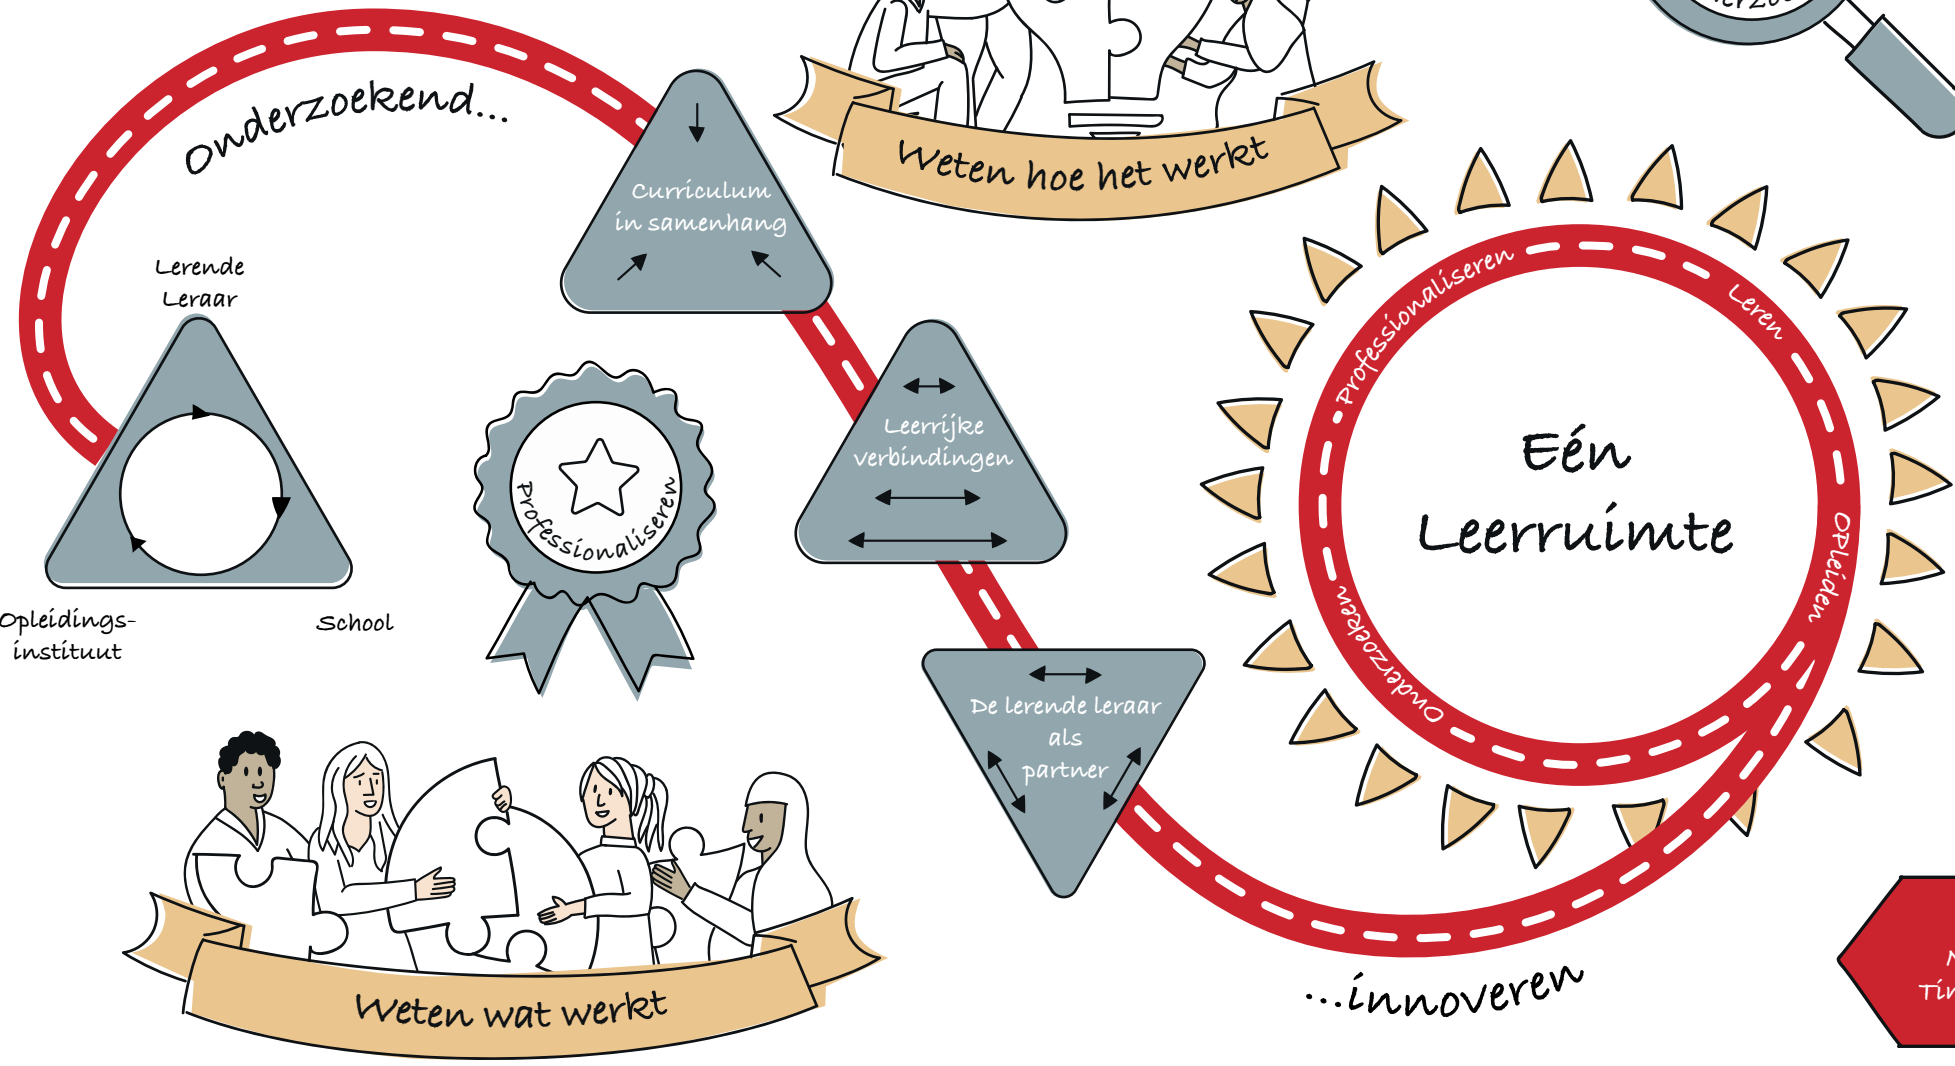 Onderzoekend...
Weten hoe het werkt
Curriculum
in samenhang
Lerende
Leraar
Opleidings-
instituut
School
Professionaliseren
Leerrijke
verbindingen
De lerende leraar
als
partner
Professionaliseren
Leren
Opleiden
Onderzoeken
Eén
Leerruimte
Weten wat werkt
...innoveren